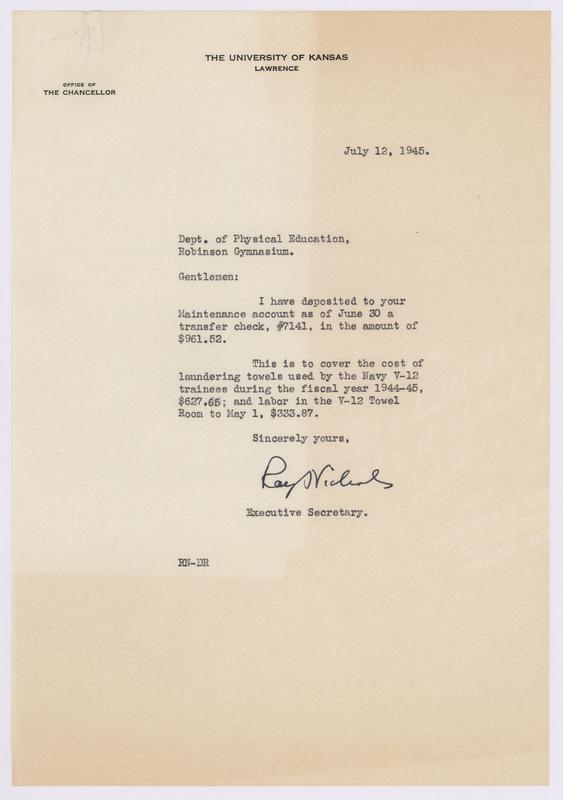 THE UNIVERSITY OF KANSAS
LAWRENCE
OFFICE OF
THE CHANCELLOR
July 12, 1945.
Dept. of Physical Education,
Robinson Gymnasium.
Gentlemen:
I have deposited to your
Maintenance account as of June 30 a
transfer check, #7141, in the amount of
$961.52.
This is to cover the cost of
laundering towels used by the Navy V-12
trainees during the fiscal year 1944-45,
$627.65; and labor in the V-12 Towel
Room to May 1, $333.87.
Sincerely yours,
Ray Nichols
Executive Secretary.
RN-DR